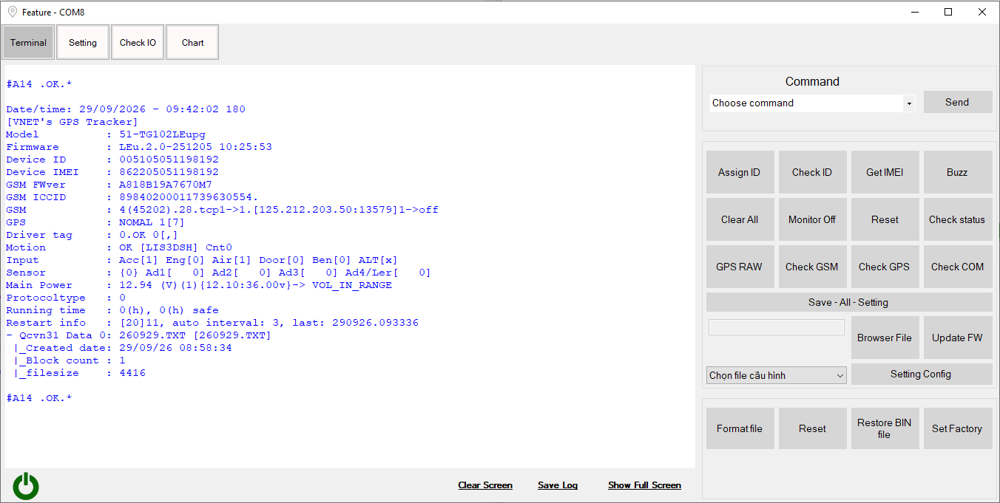 Feature - COM8
Terminal
Setting
Check IO
Chart
#A14 .OK.*
Date/time: 29/09/2026 - 09:42:02 180
[VNET's GPS Tracker]
Model : 51-TG102LEupg
Firmware : LEu.2.0-251205 10:25:53
Device ID : 005105051198192
Device IMEI : 862205051198192
GSM FWver : A818B19A7670M7
GSM ICCID : 89840200011739630554.
GSM : 4(45202).28.tcp1->1.[125.212.203.50:13579]1->off
GPS : NOMAL 1[7]
Driver tag : 0.OK 0[,]
Motion : OK [LIS3DSH] Cnt0
Input : Acc[1] Eng[0] Air[1] Door[0] Ben[0] ALT[x]
Sensor : {0} Ad1[ 0] Ad2[ 0] Ad3[ 0] Ad4/Ler[ 0]
Main Power : 12.94 (V)(1){12.10:36.00v}-> VOL_IN_RANGE
Protocoltype : 0
Running time : 0(h), 0(h) safe
Restart info : [20]11, auto interval: 3, last: 290926.093336
- Qcvn31 Data 0: 260929.TXT [260929.TXT]
|_Created date: 29/09/26 08:58:34
|_Block count : 1
|_filesize : 4416
#A14 .OK.*
Clear Screen
Save Log
Show Full Screen
Command
Choose command
Send
Assign ID
Check ID
Get IMEI
Buzz
Clear All
Monitor Off
Reset
Check status
GPS RAW
Check GSM
Check GPS
Check COM
Save - All - Setting
Browser File
Update FW
Chọn file cầu hình
Setting Config
Format file
Reset
Restore BIN
file
Set Factory